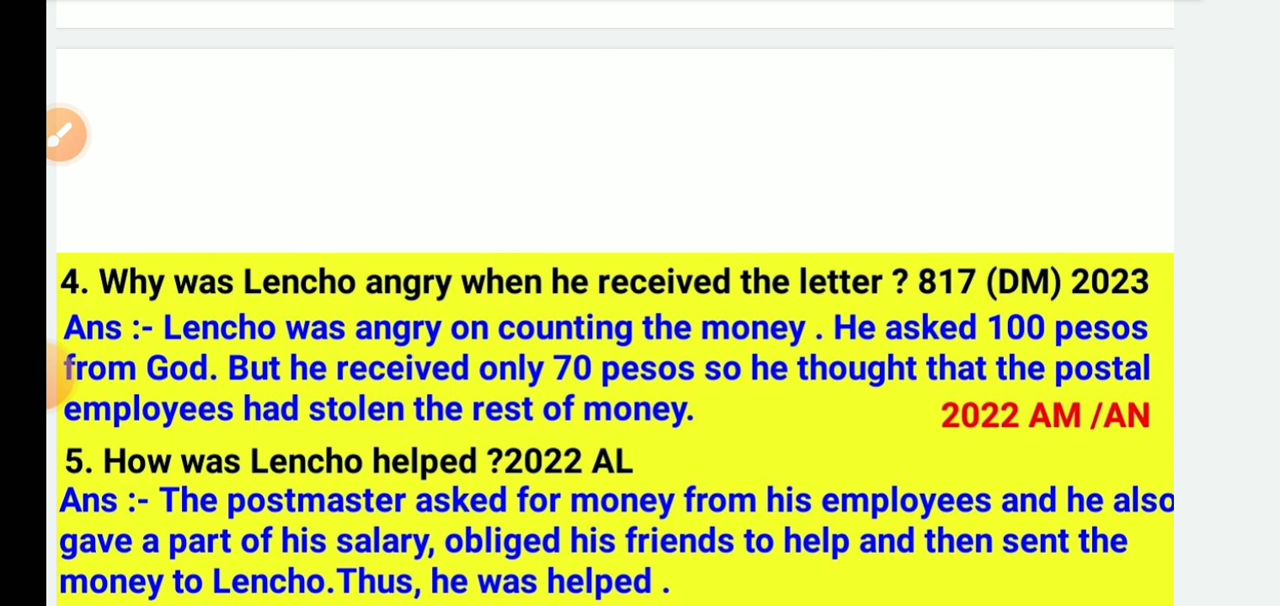 4. Why was Lencho angry when he received the letter ? 817 (DM) 2023
Ans :- Lencho was angry on counting the money . He asked 100 pesos
from God. But he received only 70 pesos so he thought that the postal
employees had stolen the rest of money. 2022 AM /AN
5. How was Lencho helped ?2022 AL
Ans :- The postmaster asked for money from his employees and he also
gave a part of his salary, obliged his friends to help and then sent the
money to Lencho.Thus, he was helped .